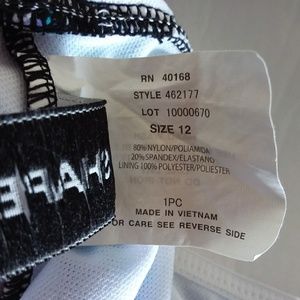 RN 40168
STYLE 462177
LOT 10000670
SIZE 12
80%NYLON/POLIAMIDA
20%SPANDEX/ELASTANO
LINING 100% POLYESTER/POLIESTER
1PC
MADE IN VIETNAM
FOR CARE SEE REVERSE SIDE